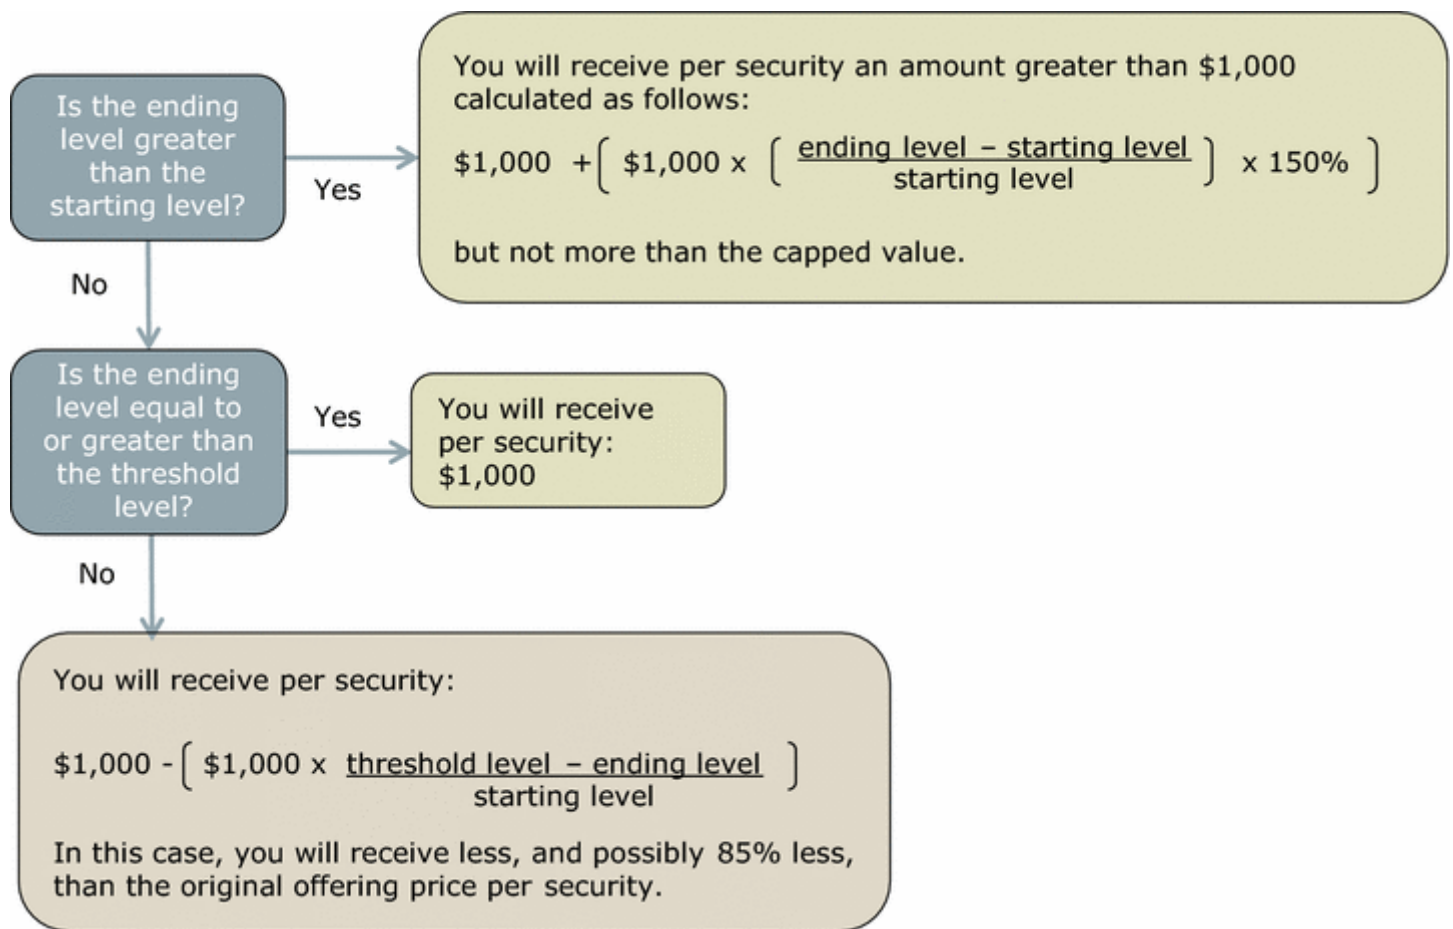 Is the ending
level greater
than the
starting level?
Yes
You will receive per security an amount greater than $1,000
calculated as follows:
$1,000 + ( $1,000 x ( ending level – starting level
starting level ) x 150% )
but not more than the capped value.
No
Is the ending
level equal to
or greater than
the threshold
level?
Yes
You will receive
per security:
$1,000
No
You will receive per security:
$1,000 - ( $1,000 x threshold level – ending level )
starting level
In this case, you will receive less, and possibly 85% less,
than the original offering price per security.